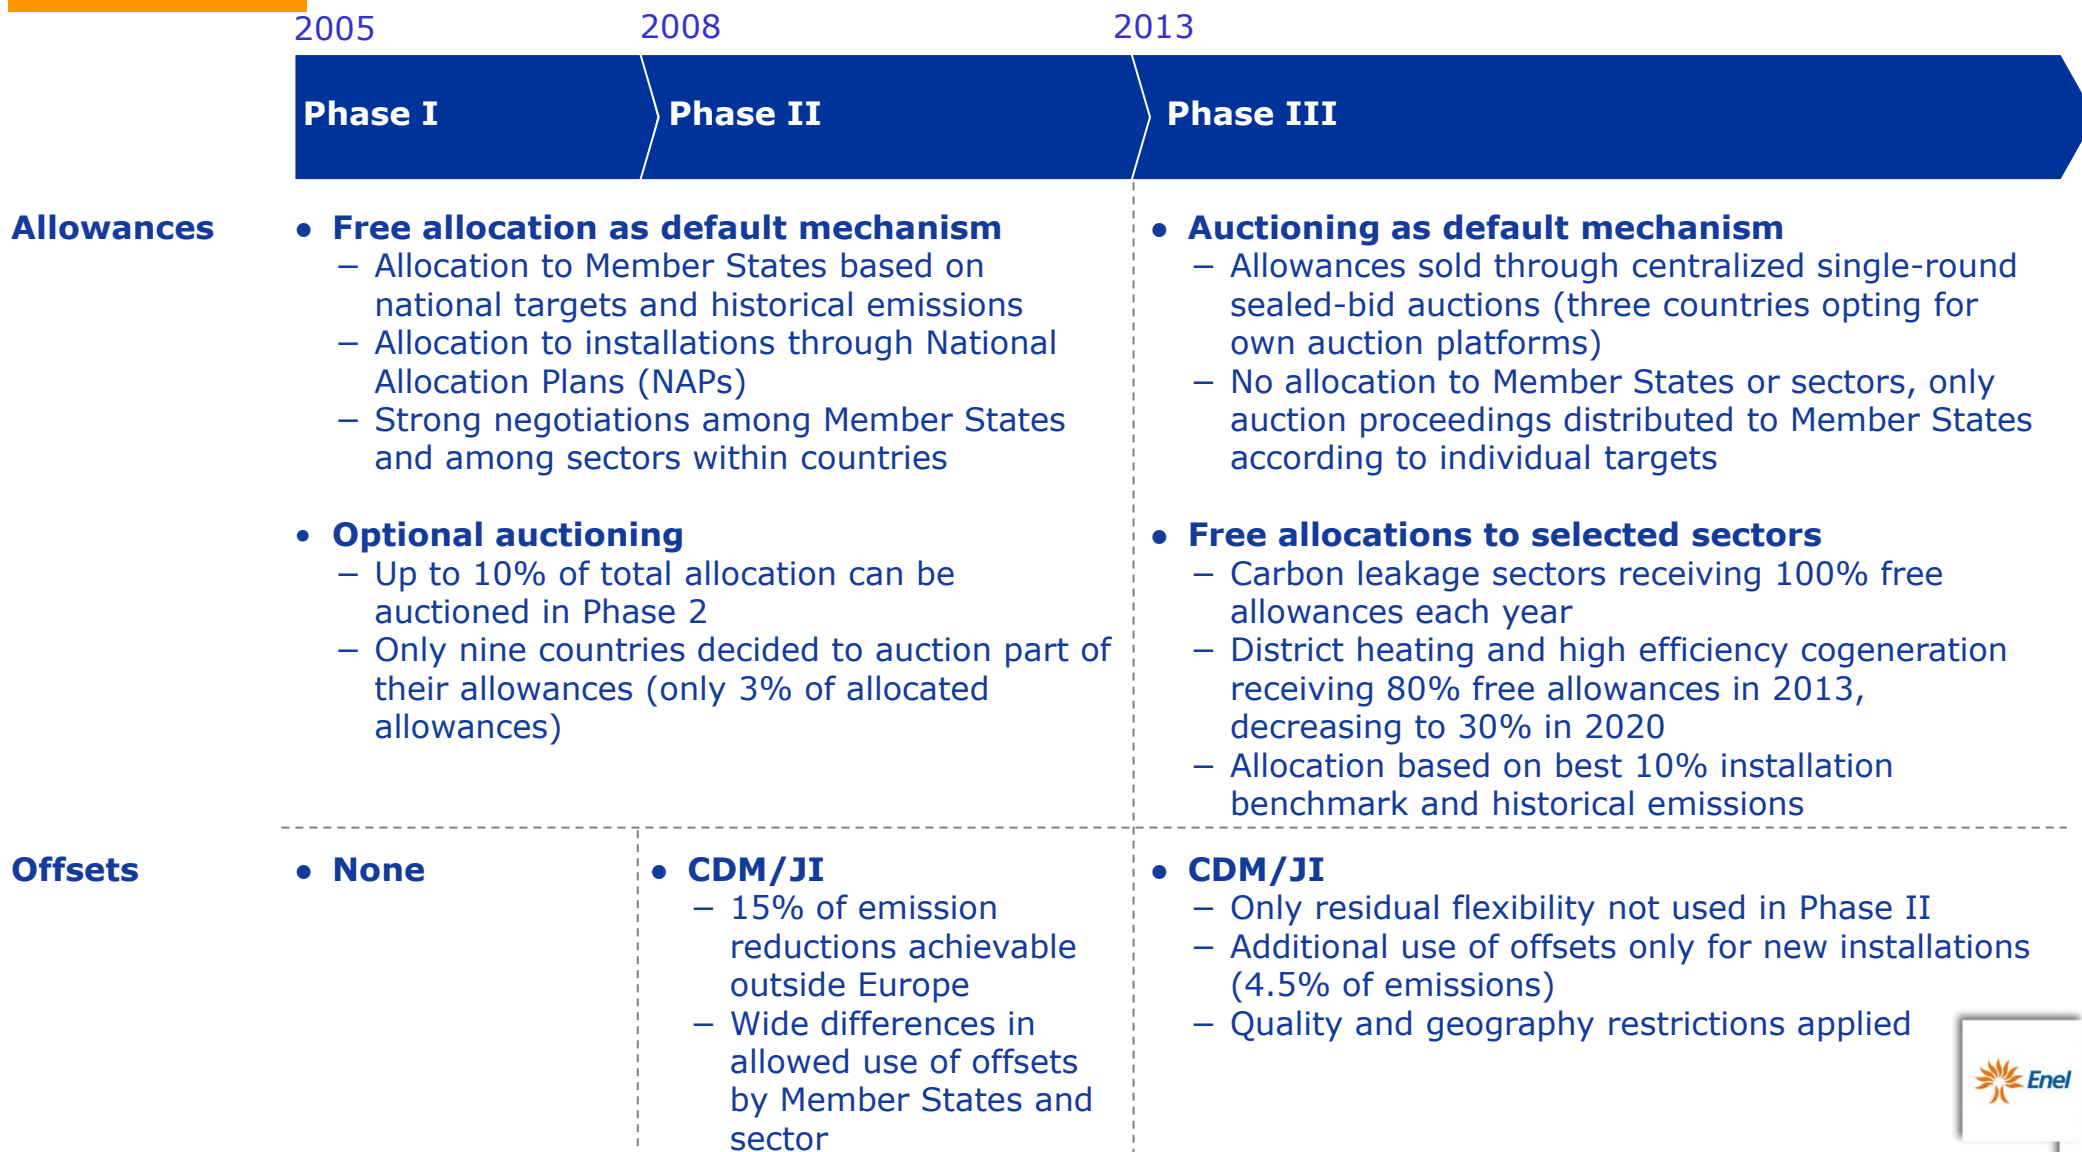 2005
2008
2013
Phase I
Phase II
Phase III
Allowances
● Free allocation as default mechanism
– Allocation to Member States based on
national targets and historical emissions
– Allocation to installations through National
Allocation Plans (NAPs)
– Strong negotiations among Member States
and among sectors within countries
• Optional auctioning
– Up to 10% of total allocation can be
auctioned in Phase 2
– Only nine countries decided to auction part of
their allowances (only 3% of allocated
allowances)
● Auctioning as default mechanism
– Allowances sold through centralized single-round
sealed-bid auctions (three countries opting for
own auction platforms)
– No allocation to Member States or sectors, only
auction proceedings distributed to Member States
according to individual targets
● Free allocations to selected sectors
– Carbon leakage sectors receiving 100% free
allowances each year
– District heating and high efficiency cogeneration
receiving 80% free allowances in 2013,
decreasing to 30% in 2020
– Allocation based on best 10% installation
benchmark and historical emissions
Offsets
● None
● CDM/JI
– 15% of emission
reductions achievable
outside Europe
– Wide differences in
allowed use of offsets
by Member States and
sector
● CDM/JI
– Only residual flexibility not used in Phase II
– Additional use of offsets only for new installations
(4.5% of emissions)
– Quality and geography restrictions applied
Enel